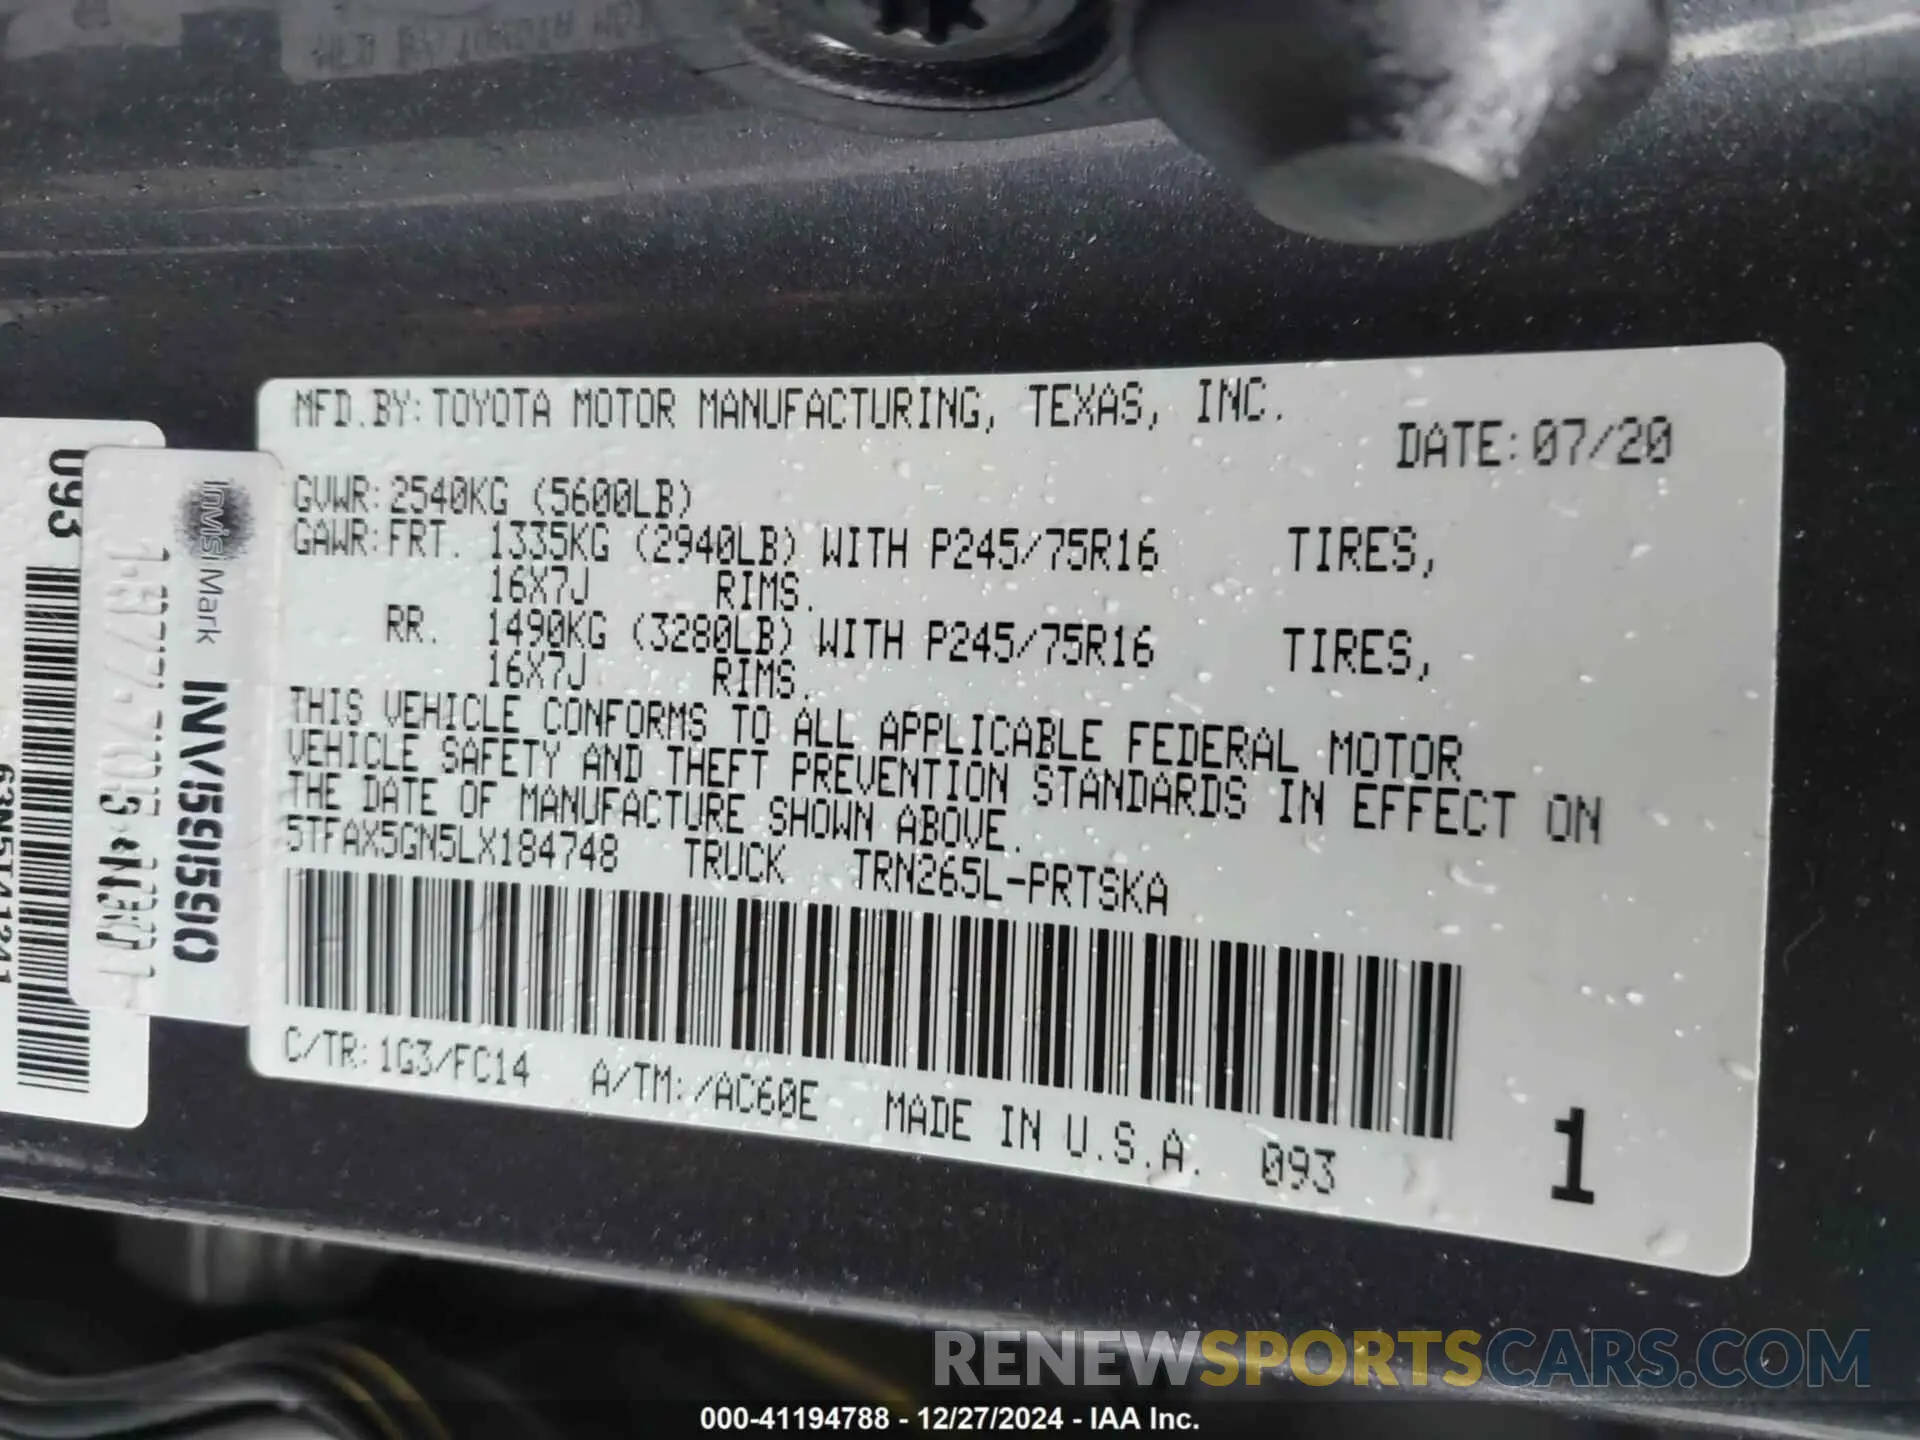 MFD.BY:TOYOTA MOTOR MANUFACTURING, TEXAS, INC.
DATE:07/20
GVWR:2540KG (5600LB)
GAWR:FRT. 1335KG (2940LB) WITH P245/75R16 TIRES,
16X7J RIMS.
RR. 1490KG (3280LB) WITH P245/75R16 TIRES,
16X7J RIMS.
THIS VEHICLE CONFORMS TO ALL APPLICABLE FEDERAL MOTOR
VEHICLE SAFETY AND THEFT PREVENTION STANDARDS IN EFFECT ON
THE DATE OF MANUFACTURE SHOWN ABOVE.
5TFAX5GN5LX184748 TRUCK TRN265L-PRTSKA
C/TR:1G3/FC14 A/TM:/AC60E MADE IN U.S.A. 093
1
093
InvisiMark
RENEWSPORTSCARS.COM
000-41194788 - 12/27/2024 - IAA Inc.